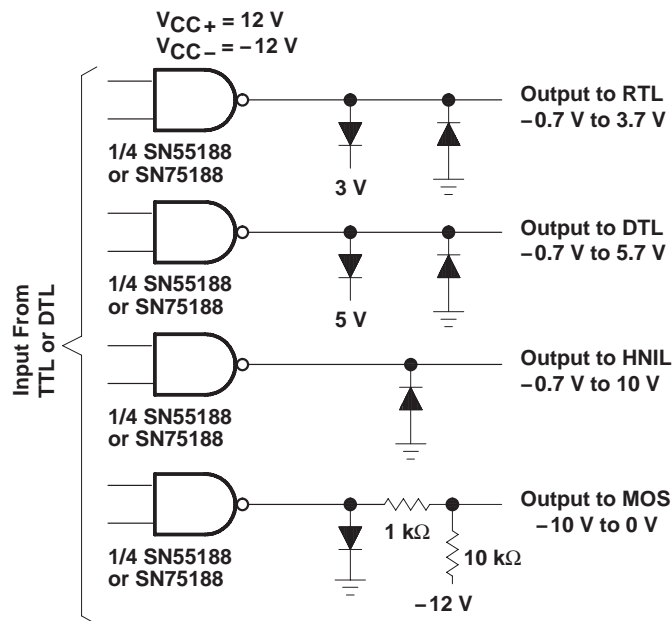 VCC+ = 12 V
VCC− = −12 V
Output to RTL
−0.7 V to 3.7 V
1/4 SN55188
or SN75188
3 V
Output to DTL
−0.7 V to 5.7 V
1/4 SN55188
or SN75188
5 V
Input From
TTL or DTL
Output to HNIL
−0.7 V to 10 V
1/4 SN55188
or SN75188
Output to MOS
−10 V to 0 V
1 kΩ
10 kΩ
1/4 SN55188
or SN75188
−12 V